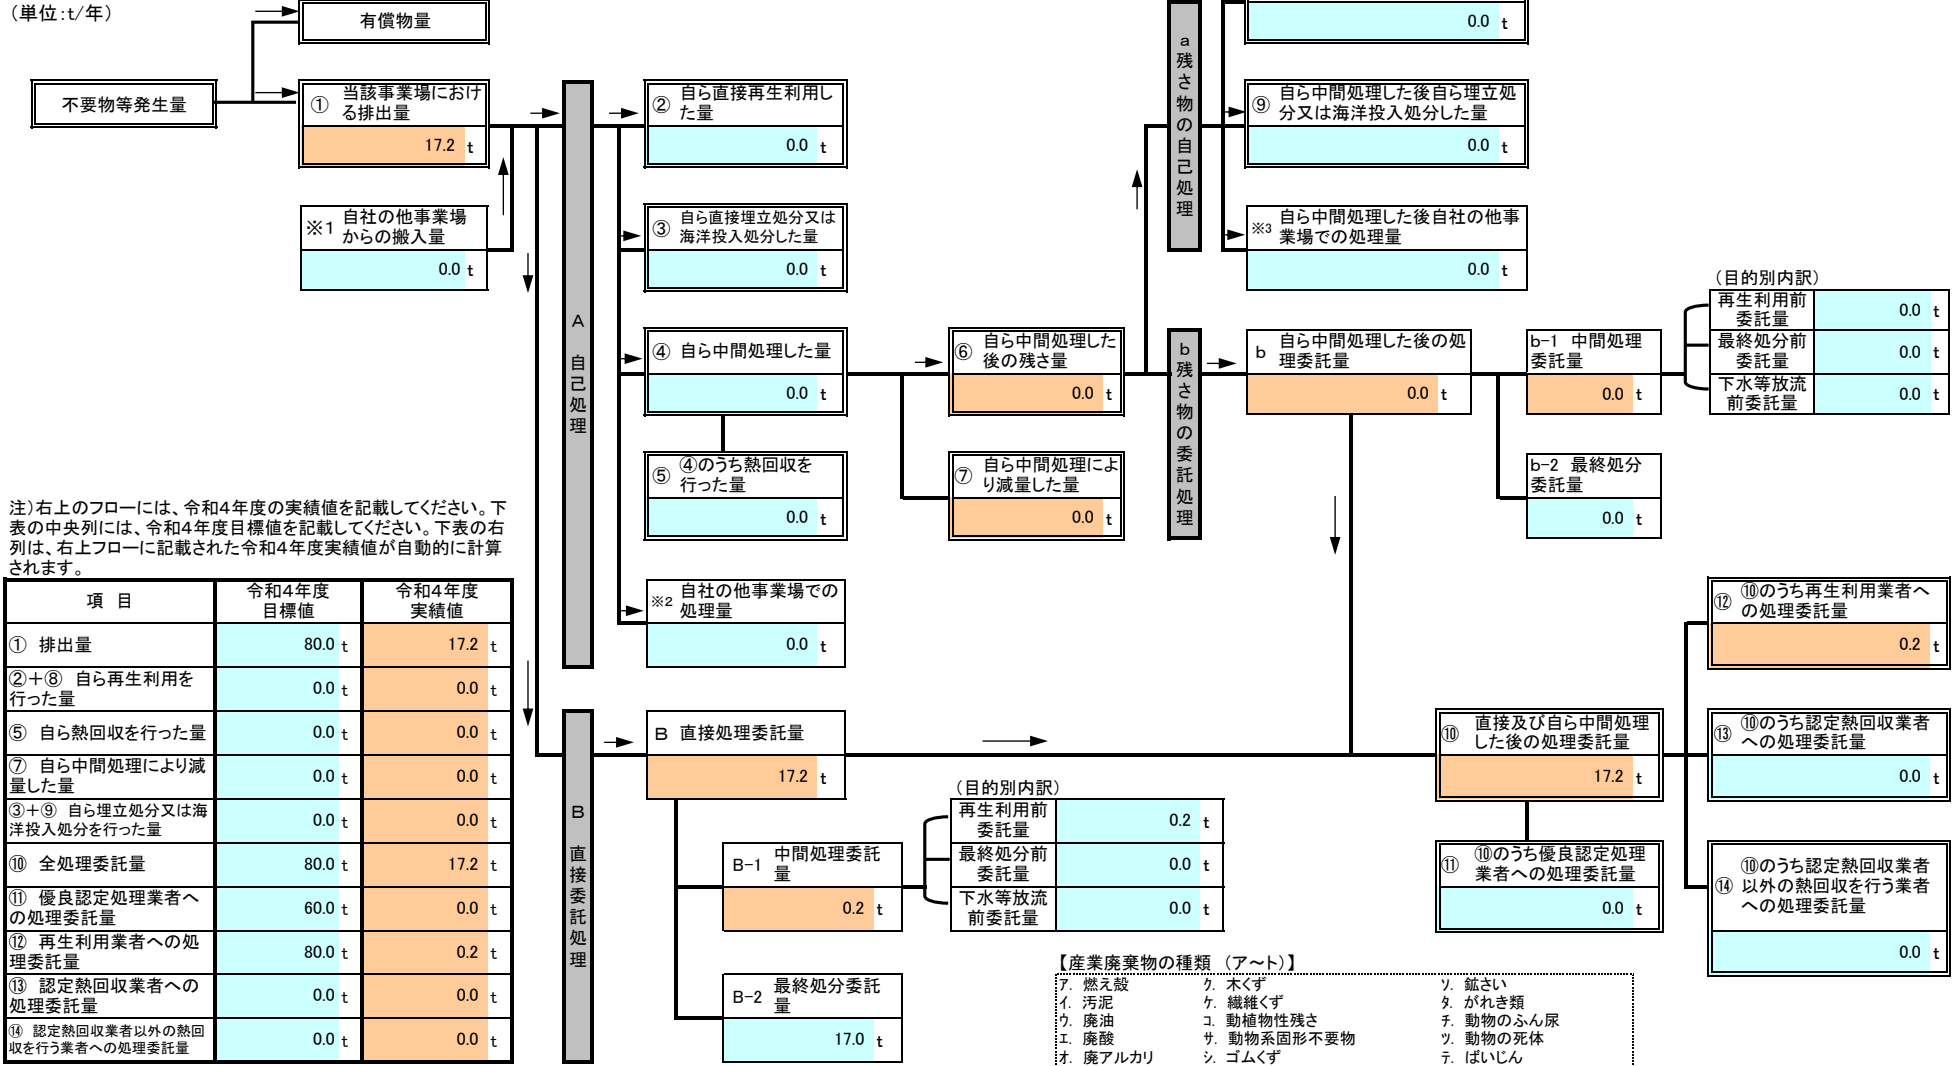 （単位：t/年）
有償物量
不要物等発生量
① 当該事業場におけ
る排出量
17.2 t
※1 自社の他事業場
からの搬入量
0.0 t
A 自己処理
② 自ら直接再生利用し
た量
0.0 t
③ 自ら直接埋立処分又は
海洋投入処分した量
0.0 t
④ 自ら中間処理した量
0.0 t
⑤ ④のうち熱回収を
行った量
0.0 t
※2 自社の他事業場での
処理量
0.0 t
⑥ 自ら中間処理した
後の残さ量
0.0 t
⑦ 自ら中間処理によ
り減量した量
0.0 t
a 残さ物の自己処理
0.0 t
⑨ 自ら中間処理した後自ら埋立処
分又は海洋投入処分した量
0.0 t
※3 自ら中間処理した後自社の他事
業場での処理量
0.0 t
b 残さ物の委託処理
b 自ら中間処理した後の処
理委託量
0.0 t
b-1 中間処理
委託量
0.0 t
b-2 最終処分
委託量
0.0 t
（目的別内訳）
再生利用前
委託量
0.0 t
最終処分前
委託量
0.0 t
下水等放流
前委託量
0.0 t
注）右上のフローには、令和4年度の実績値を記載してください。下
表の中央列には、令和4年度目標値を記載してください。下表の右
列は、右上フローに記載された令和4年度実績値が自動的に計算
されます。
項 目 令和4年度 目標値 令和4年度 実績値
① 排出量 80.0 t 17.2 t
②＋⑧ 自ら再生利用を
行った量 0.0 t 0.0 t
⑤ 自ら熱回収を行った量 0.0 t 0.0 t
⑦ 自ら中間処理により減
量した量 0.0 t 0.0 t
③＋⑨ 自ら埋立処分又は海
洋投入処分を行った量 0.0 t 0.0 t
⑩ 全処理委託量 80.0 t 17.2 t
⑪ 優良認定処理業者へ
の処理委託量 60.0 t 0.0 t
⑫ 再生利用業者への処
理委託量 80.0 t 0.2 t
⑬ 認定熱回収業者への
処理委託量 0.0 t 0.0 t
⑭ 認定熱回収業者以外の熱回
収を行う業者への処理委託量 0.0 t 0.0 t
B 直接委託処理
B 直接処理委託量
17.2 t
B-1 中間処理委託
量
0.2 t
B-2 最終処分委託
量
17.0 t
（目的別内訳）
再生利用前
委託量
0.2 t
最終処分前
委託量
0.0 t
下水等放流
前委託量
0.0 t
⑩ 直接及び自ら中間処理
した後の処理委託量
17.2 t
⑪ ⑩のうち優良認定処理
業者への処理委託量
0.0 t
⑫ ⑩のうち再生利用業者へ
の処理委託量
0.2 t
⑬ ⑩のうち認定熱回収業者
への処理委託量
0.0 t
⑭ ⑩のうち認定熱回収業者
以外の熱回収を行う業者
への処理委託量
0.0 t
【産業廃棄物の種類 （ア～ト）】
ア. 燃え殻 ク. 木くず ソ. 鉱さい
イ. 汚泥 ケ. 繊維くず タ. がれき類
ウ. 廃油 コ. 動植物性残さ チ. 動物のふん尿
エ. 廃酸 サ. 動物系固形不要物 ツ. 動物の死体
オ. 廃アルカリ シ. ゴムくず テ. ばいじん